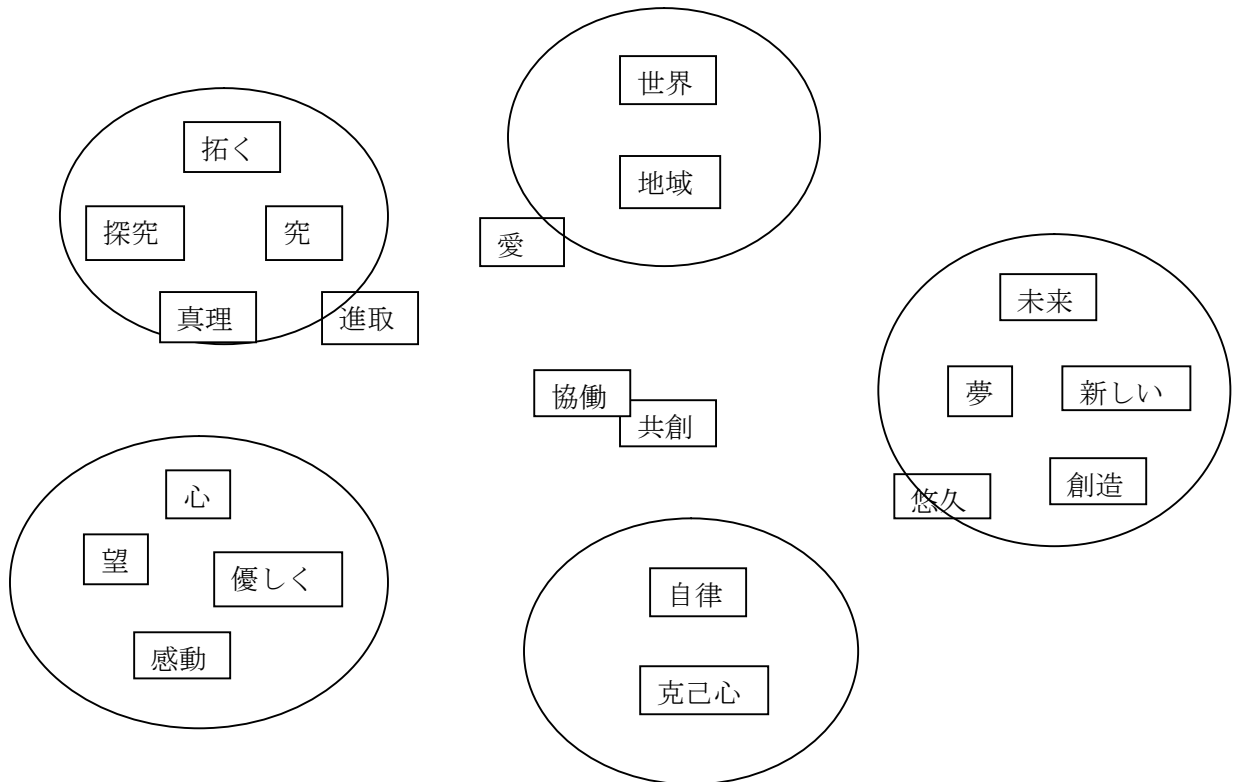 世界
地域
愛
拓く
探究
究
真理
進取
未来
夢
新しい
悠久
創造
協働
共創
心
望
優しく
感動
自律
克己心